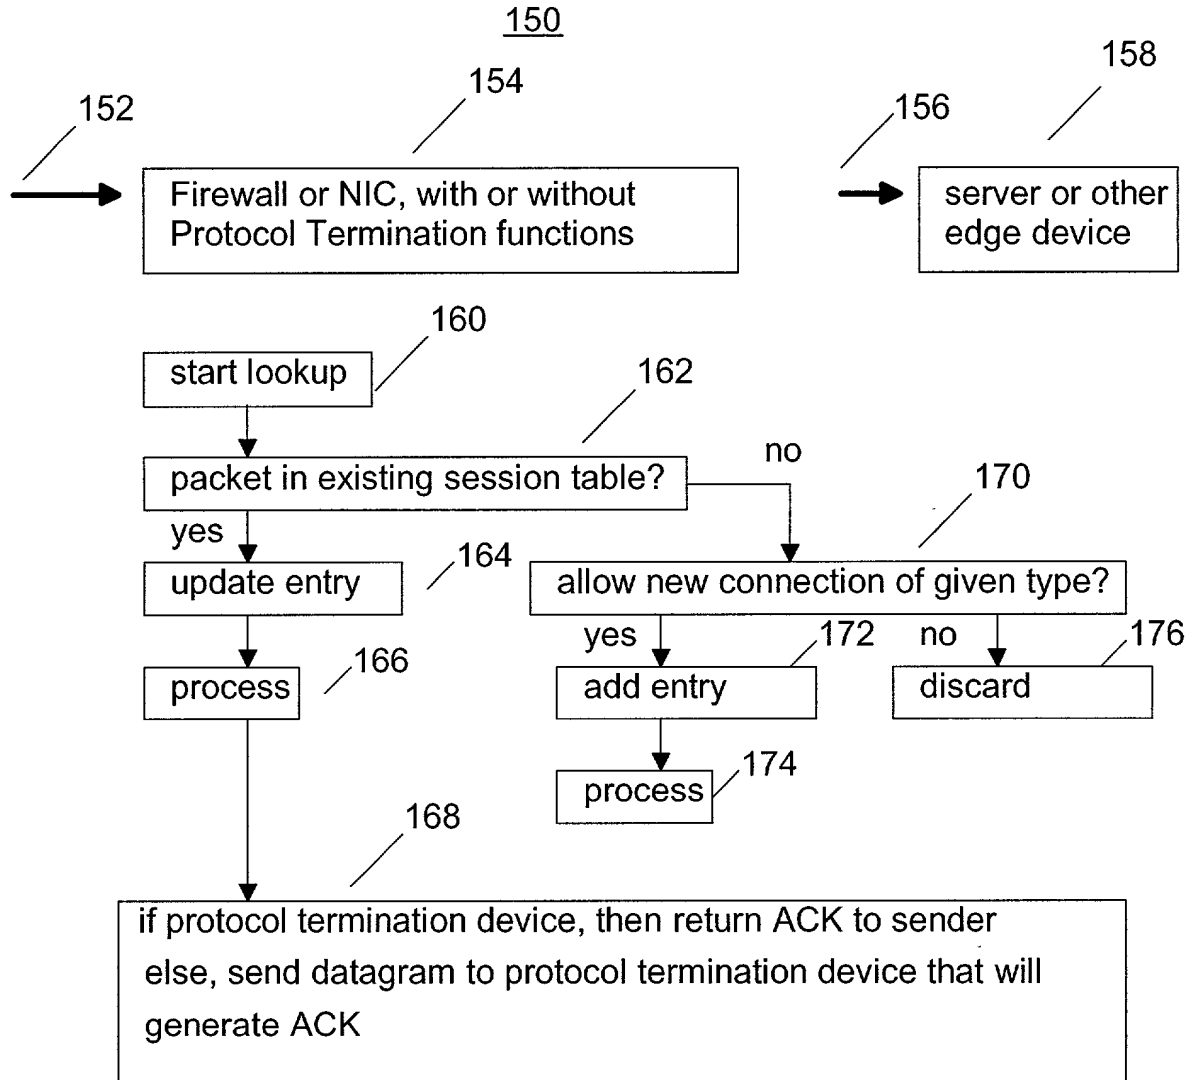 150
158
154
156
152
Firewall or NIC, with or without
Protocol Termination functions
server or other
edge device
160
start lookup
162
no
packet in existing session table?
170
yes
164
update entry
allow new connection of given type?
yes
172
no
176
166
process
add entry
discard
174
process
168
if protocol termination device, then return ACK to sender
else, send datagram to protocol termination device that will
generate ACK